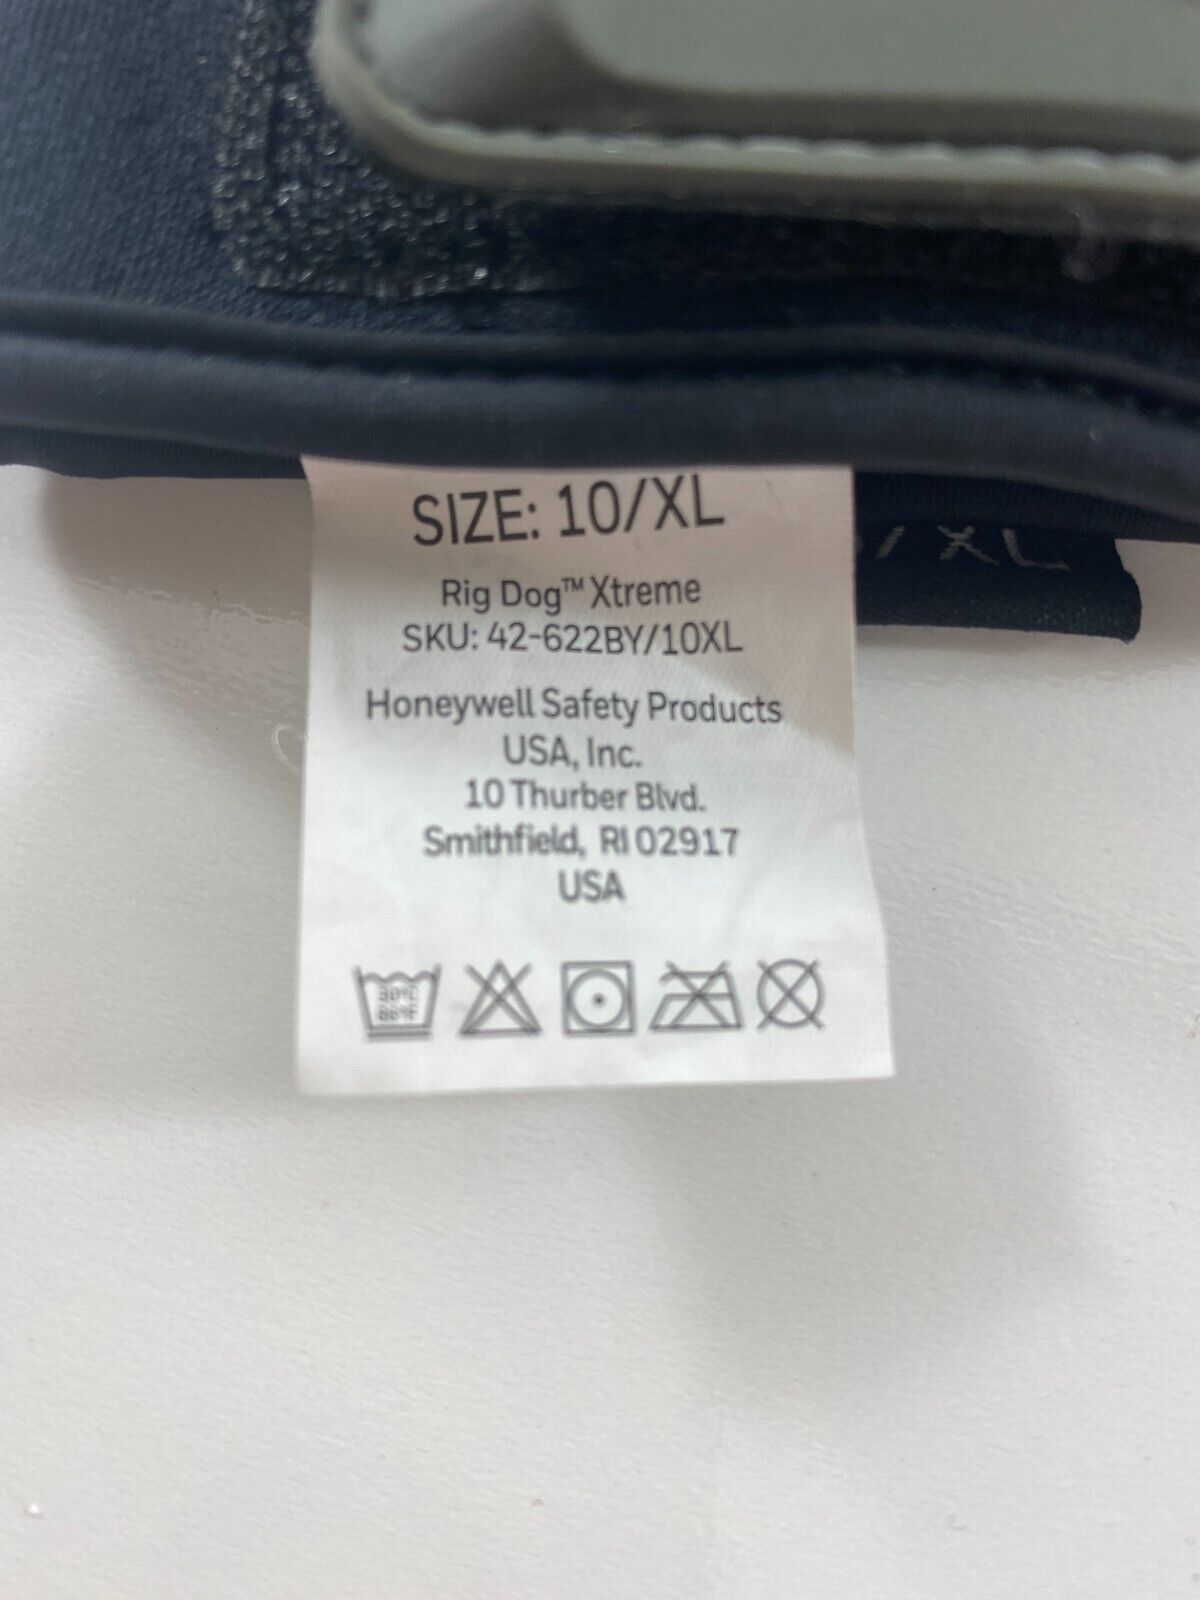 SIZE: 10/XL
/XL
Rig Dog™ Xtreme
SKU: 42-622BY/10XL
Honeywell Safety Products
USA, Inc.
10 Thurber Blvd.
Smithfield, RI 02917
USA
30°C
86°F